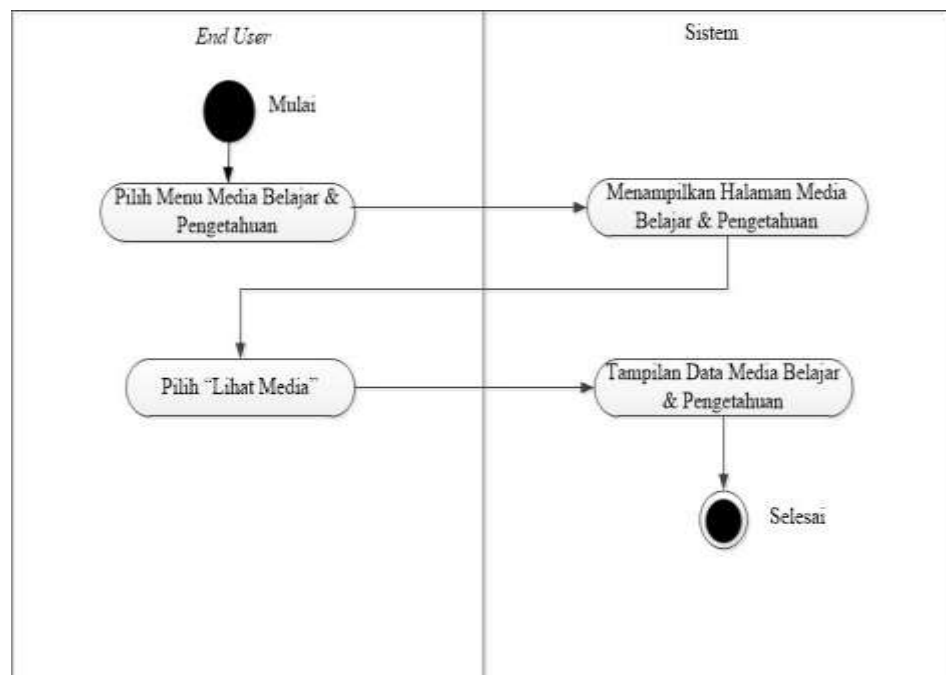 End User
Sistem
Mulai
Pilih Menu Media Belajar &
Pengetahuan
Menampilkan Halaman Media
Belajar & Pengetahuan
Pilih “Lihat Media”
Tampilan Data Media Belajar
& Pengetahuan
Selesai